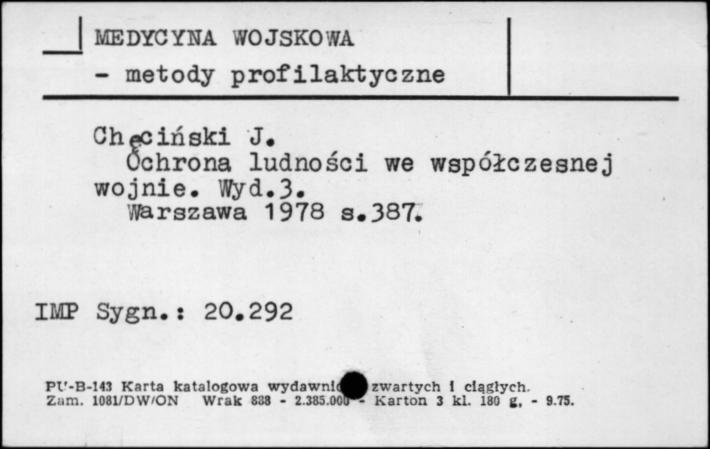 MEDYCYNA WOJSKOWA
- metody profilaktyczne
Chęciński J.
Ochrona ludności we współczesnej
wojnie. Wyd.3.
Warszawa 1978 s.387.
IMP Sygn.: 20.292
PU-B-143 Karta katalogowa zwartych i ciągłych.
Zam. 1081/DW/ON Wrak 888 - 2.385.000 - Karton 3 kl. 180 g. - 9.75.